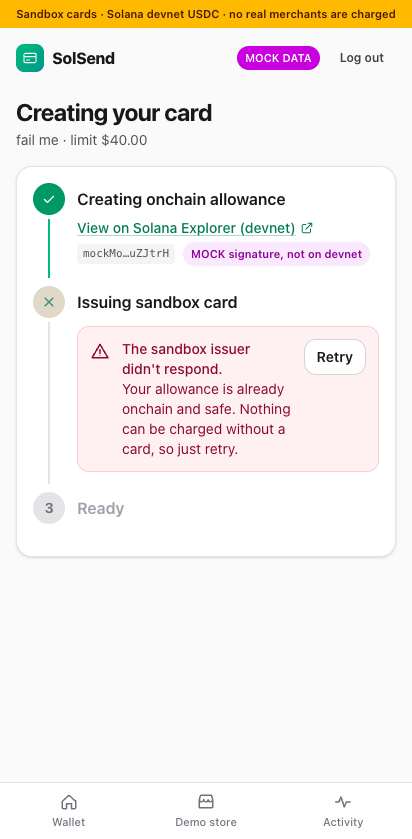 Sandbox cards · Solana devnet USDC · no real merchants are charged
SolSend
MOCK DATA
Log out
Creating your card
fail me · limit $40.00
Creating onchain allowance
View on Solana Explorer (devnet)
mockMo…uZJtrH
MOCK signature, not on devnet
Issuing sandbox card
The sandbox issuer
didn't respond.
Your allowance is already
onchain and safe. Nothing
can be charged without a
card, so just retry.
Retry
3
Ready
Wallet
Demo store
Activity